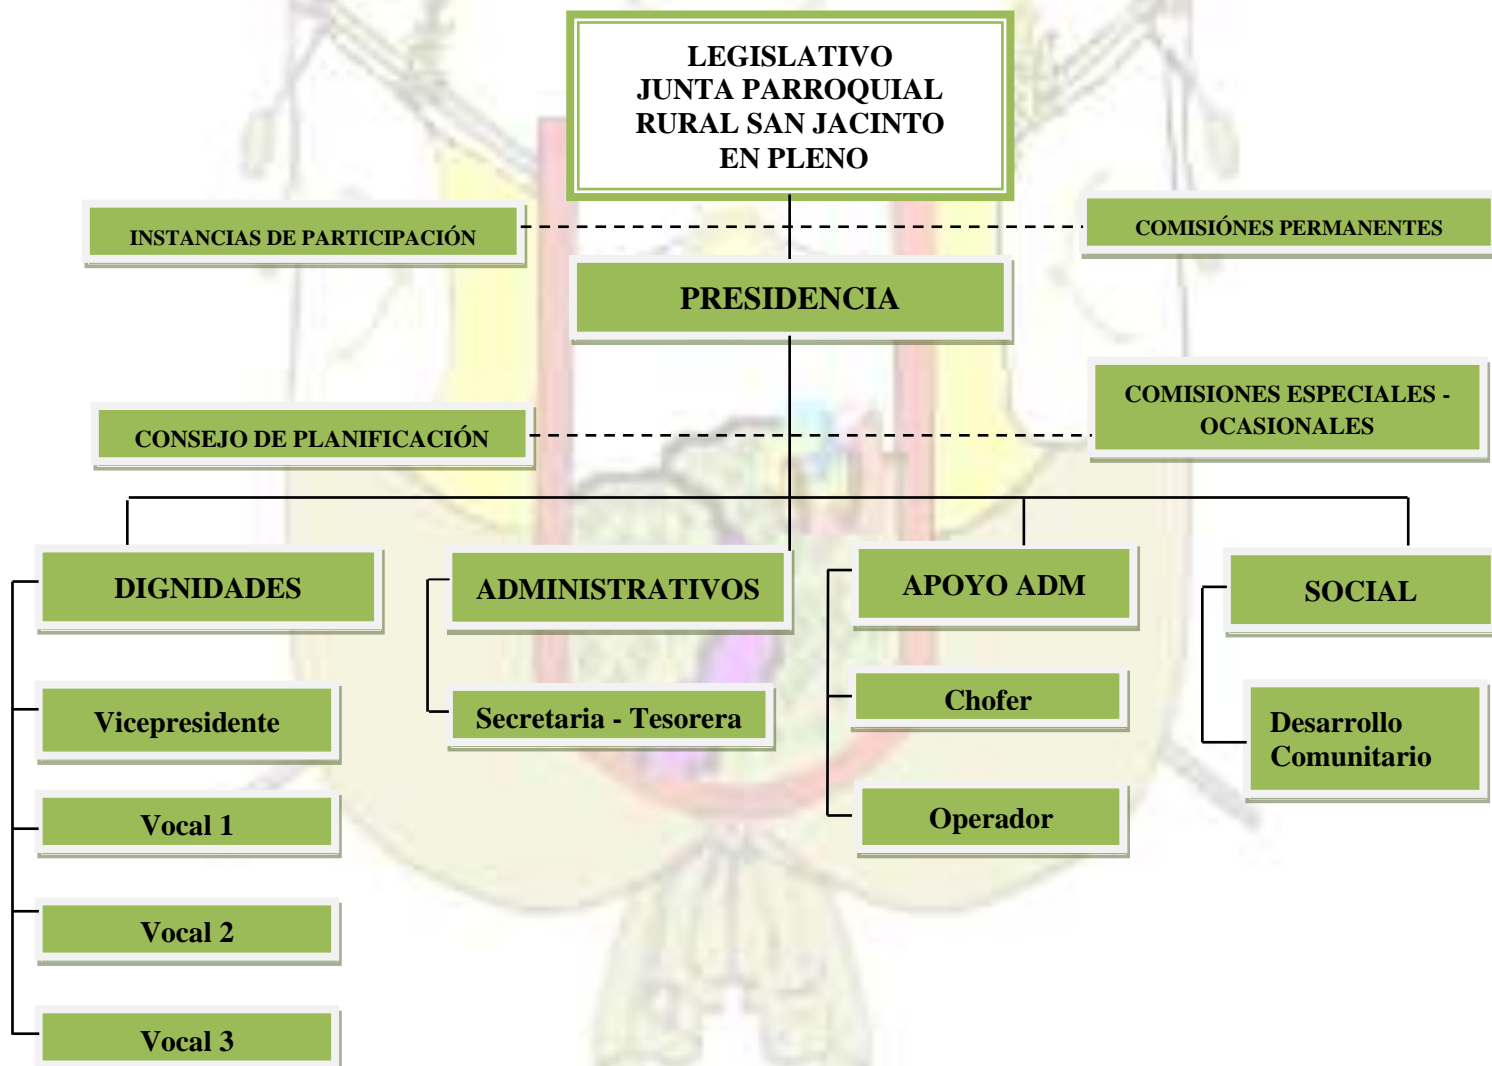 LEGISLATIVO
JUNTA PARROQUIAL
RURAL SAN JACINTO
EN PLENO
INSTANCIAS DE PARTICIPACIÓN
COMISIÓNES PERMANENTES
PRESIDENCIA
CONSEJO DE PLANIFICACIÓN
COMISIONES ESPECIALES -
OCASIONALES
DIGNIDADES
ADMINISTRATIVOS
APOYO ADM
SOCIAL
Vicepresidente
Secretaria - Tesorera
Chofer
Desarrollo
Comunitario
Vocal 1
Operador
Vocal 2
Vocal 3